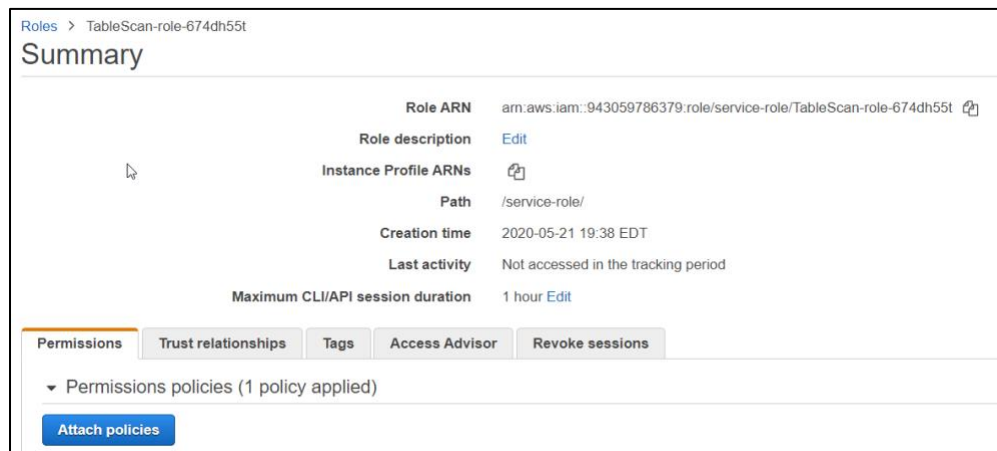 Roles > TableScan-role-674dh55t
Summary
Role ARN arn:aws:iam::943059786379:role/service-role/TableScan-role-674dh55t
Role description Edit
Instance Profile ARNs
Path /service-role/
Creation time 2020-05-21 19:38 EDT
Last activity Not accessed in the tracking period
Maximum CLI/API session duration 1 hour Edit
Permissions Trust relationships Tags Access Advisor Revoke sessions
Permissions policies (1 policy applied)
Attach policies